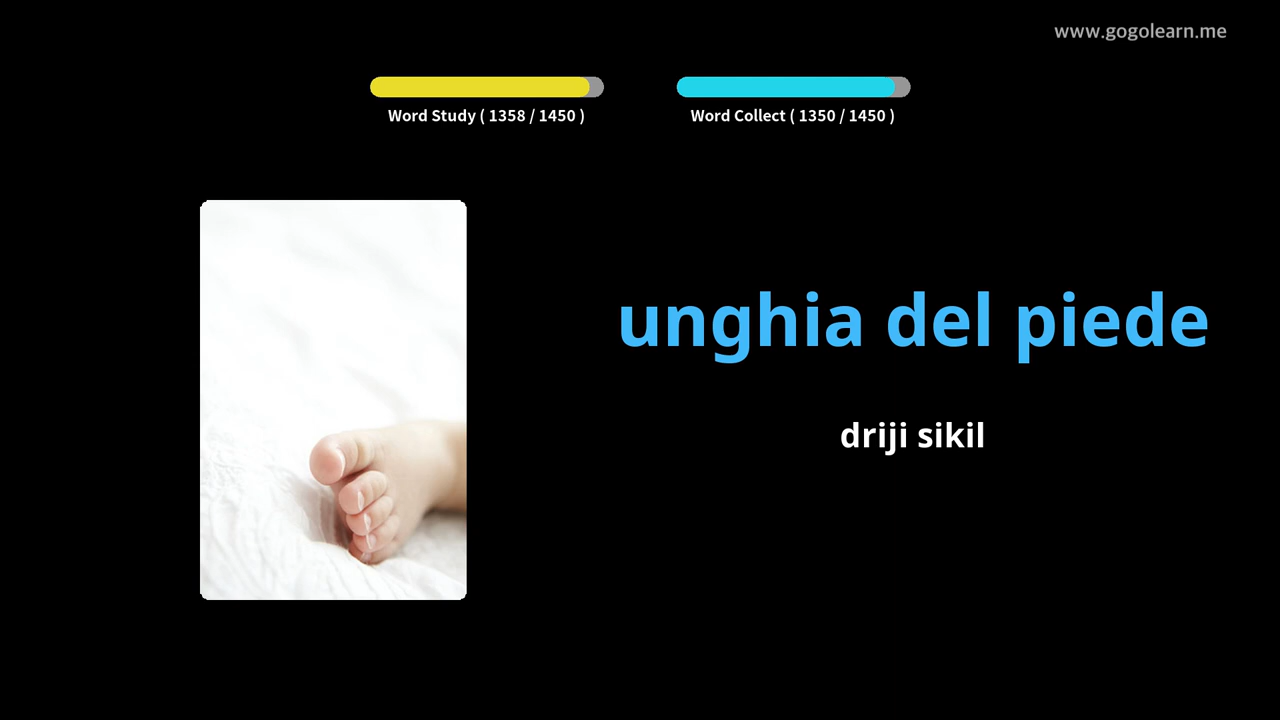 www.gogolearn.me
Word Study ( 1358 / 1450 )
Word Collect ( 1350 / 1450 )
unghia del piede
driji sikil